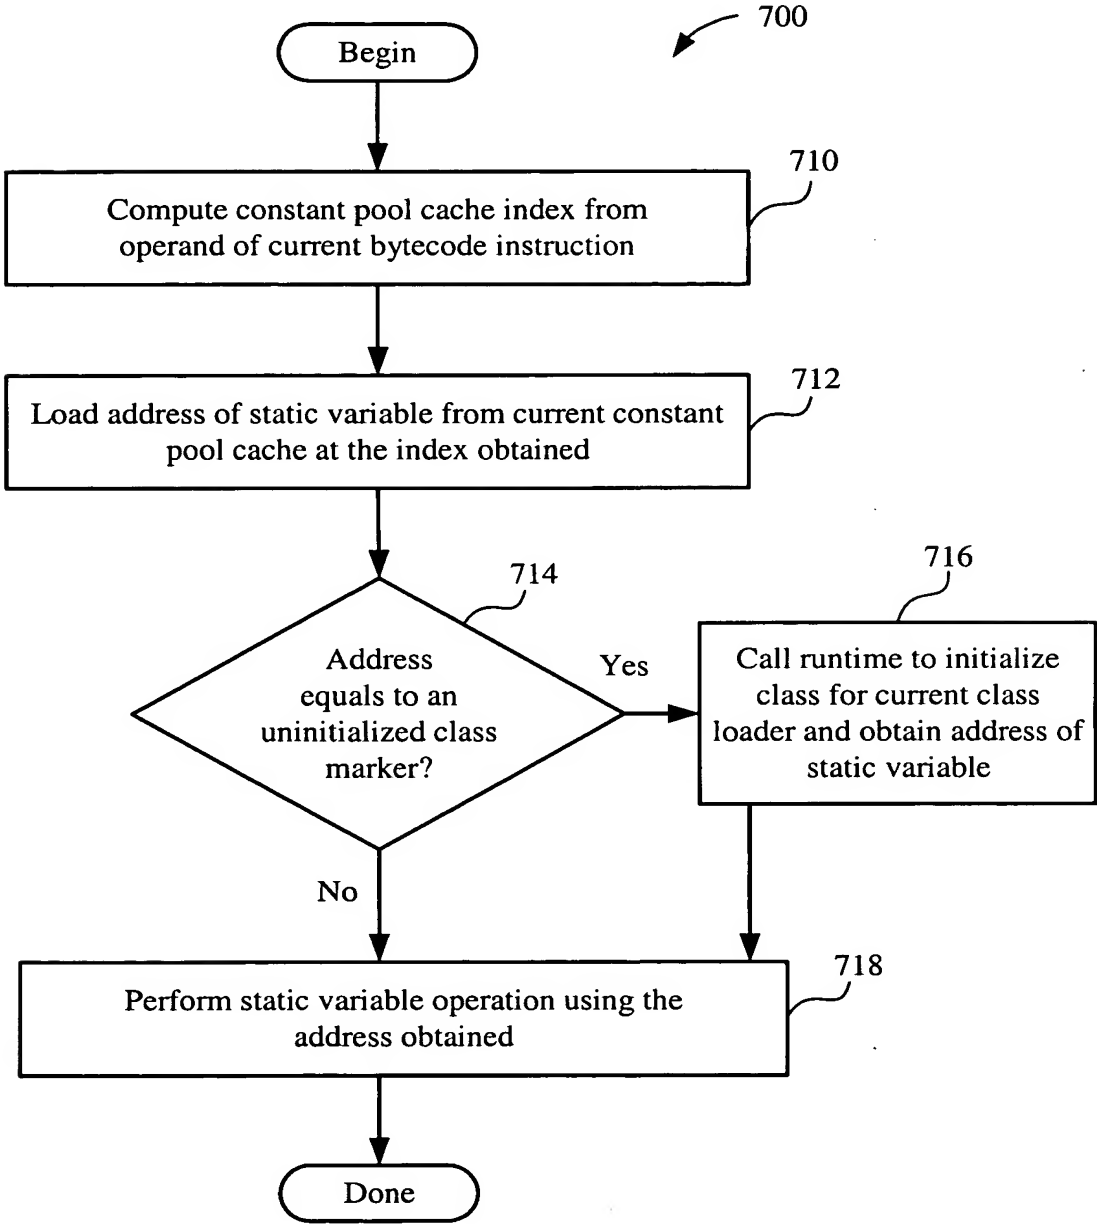 700
Begin
710
Compute constant pool cache index from
operand of current bytecode instruction
712
Load address of static variable from current constant
pool cache at the index obtained
714
716
Address
equals to an
uninitialized class
marker?
Yes
Call runtime to initialize
class for current class
loader and obtain address of
static variable
No
718
Perform static variable operation using the
address obtained
Done